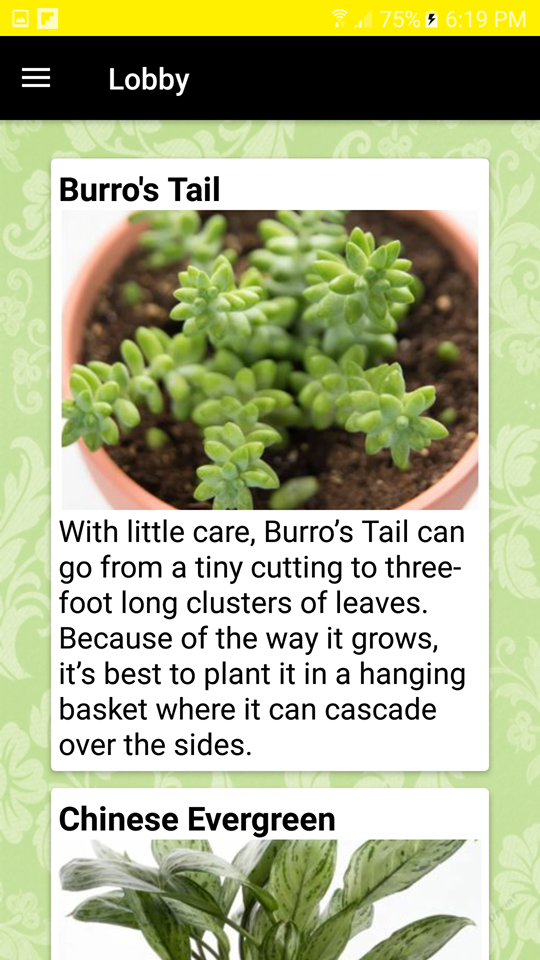 75% 6:19 PM
Lobby
Burro's Tail
With little care, Burro’s Tail can
go from a tiny cutting to three-
foot long clusters of leaves.
Because of the way it grows,
it’s best to plant it in a hanging
basket where it can cascade
over the sides.
Chinese Evergreen